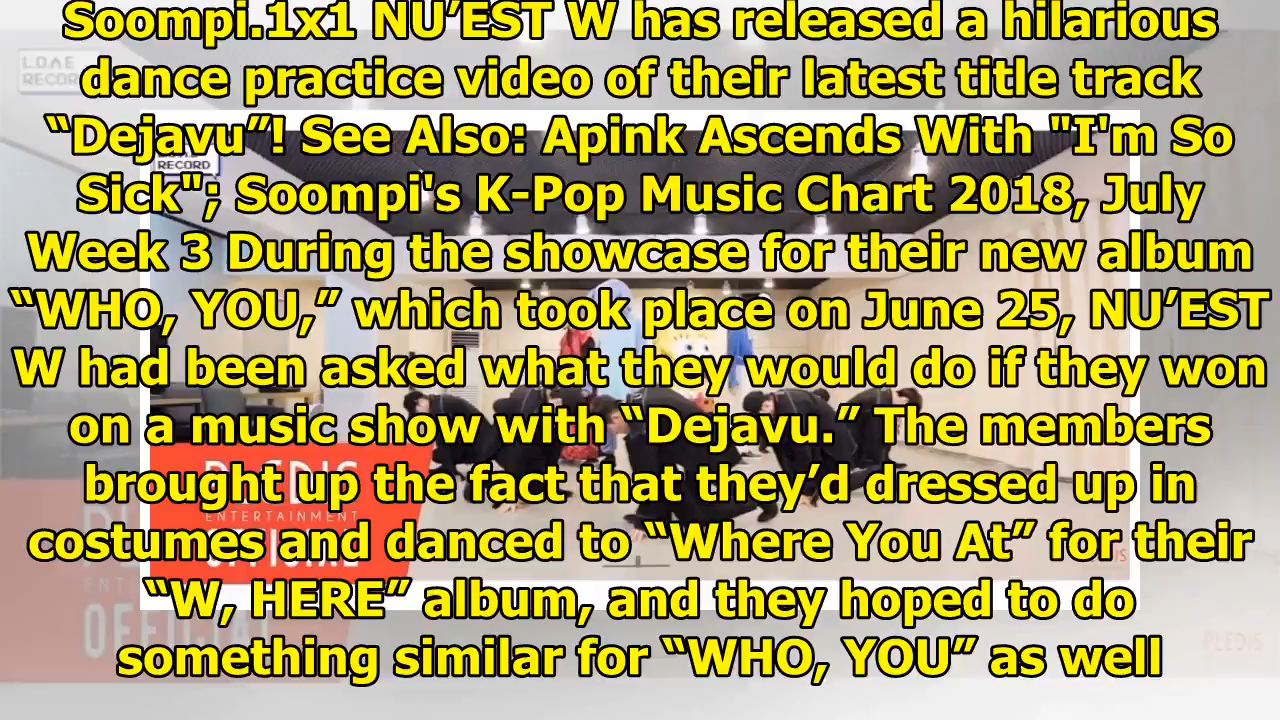 Soompi.1x1 NU’EST W has released a hilarious
dance practice video of their latest title track
“Dejavu”! See Also: Apink Ascends With "I'm So
Sick"; Soompi's K-Pop Music Chart 2018, July
Week 3 During the showcase for their new album
“WHO, YOU,” which took place on June 25, NU’EST
W had been asked what they would do if they won
on a music show with “Dejavu.” The members
brought up the fact that they’d dressed up in
costumes and danced to “Where You At” for their
“W, HERE” album, and they hoped to do
something similar for “WHO, YOU” as well
RECORD
PLEDIS
ENTERTAINMENT
OFFICIAL
PLEDIS